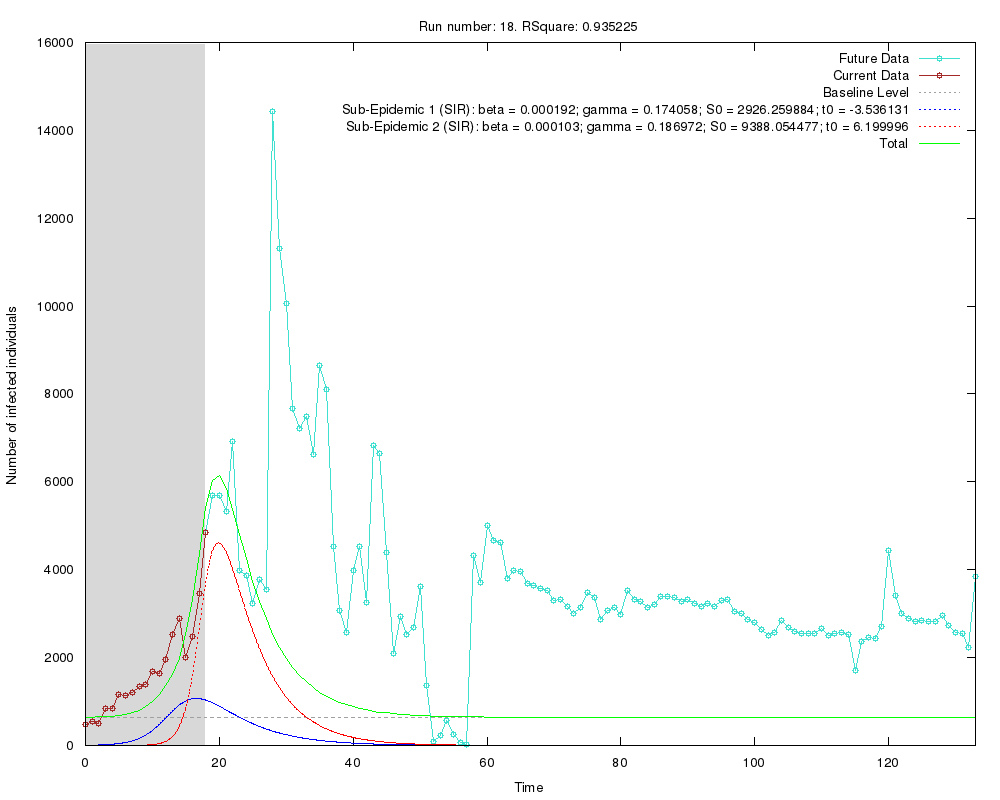 Run number: 18. RSquare: 0.935225
16000
14000
12000
10000
8000
6000
4000
2000
0
Number of infected individuals
Future Data
Current Data
Baseline Level
Sub-Epidemic 1 (SIR): beta = 0.000192; gamma = 0.174058; S0 = 2926.259884; t0 = -3.536131
Sub-Epidemic 2 (SIR): beta = 0.000103; gamma = 0.186972; S0 = 9388.054477; t0 = 6.199996
Total
0 20 40 60 80 100 120
Time